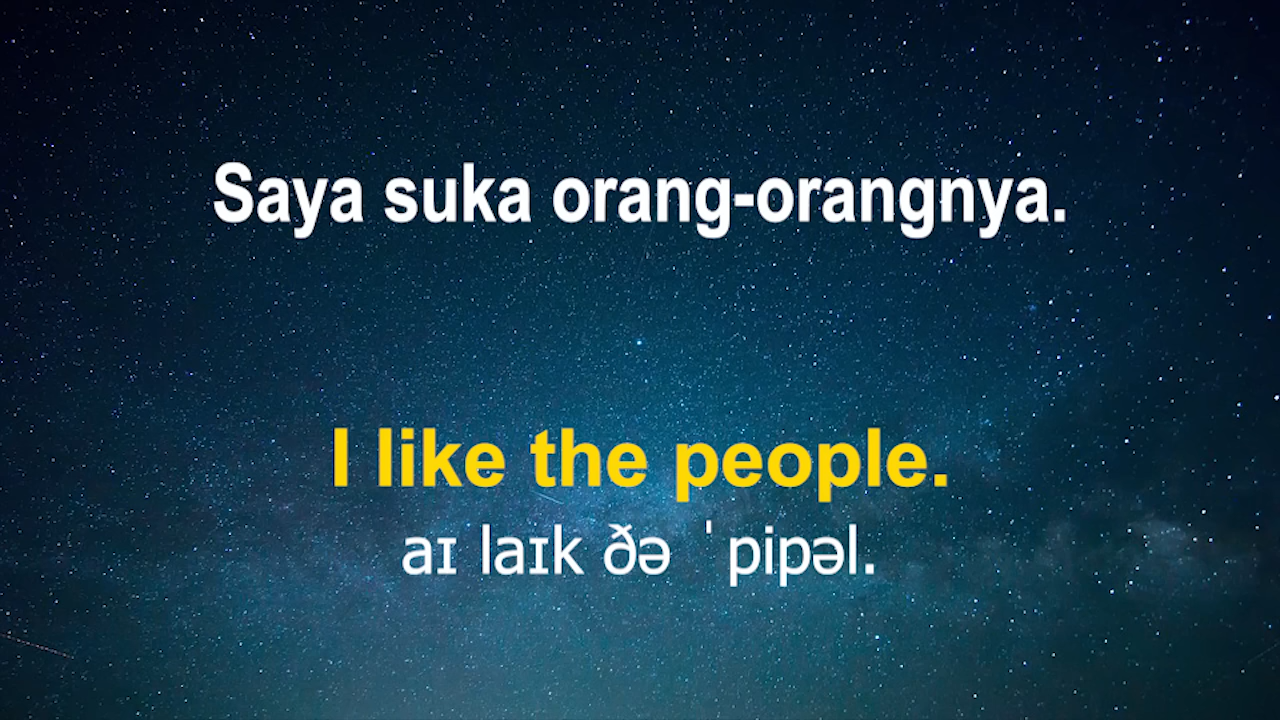 Saya suka orang-orangnya.
I like the people.
aɪ laɪk ðə ˈpipəl.